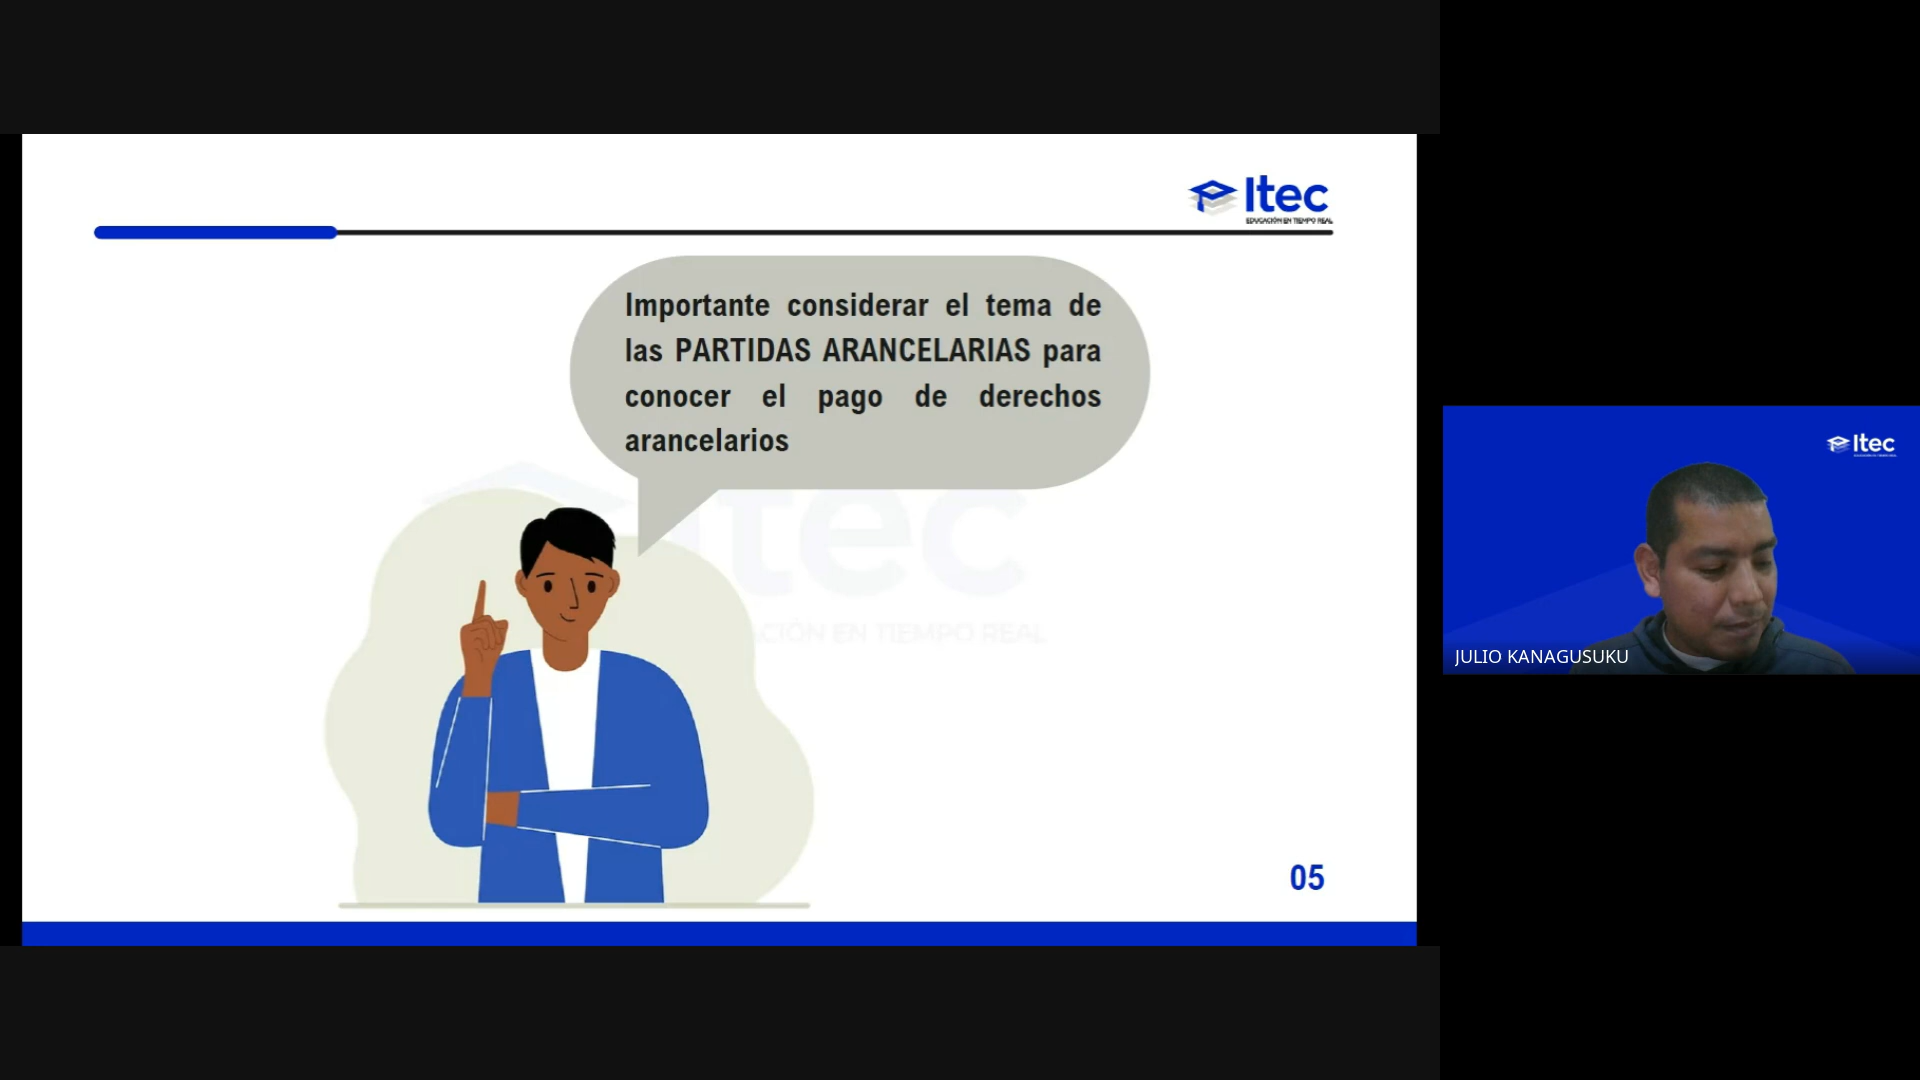 Itec
EDUCACIÓN EN TIEMPO REAL
Importante considerar el tema de
las PARTIDAS ARANCELARIAS para
conocer el pago de derechos
arancelarios
itec
CIÓN EN TIEMPO REAL
05
Itec
JULIO KANAGUSUKU